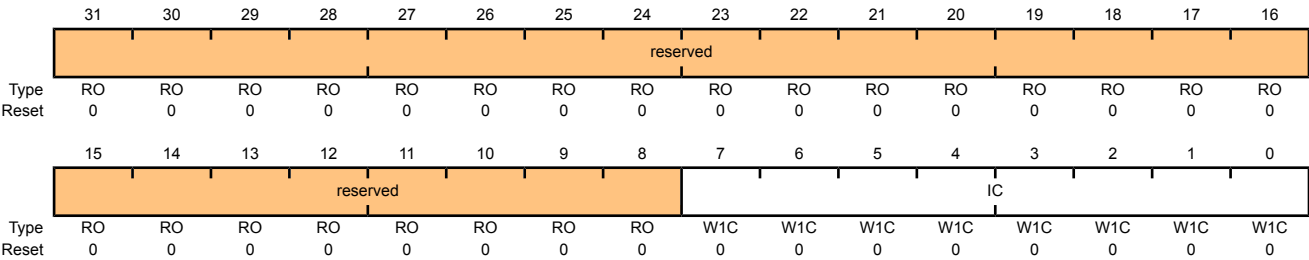 31 30 29 28 27 26 25 24 23 22 21 20 19 18 17 16
reserved
Type RO RO RO RO RO RO RO RO RO RO RO RO RO RO RO RO
Reset 0 0 0 0 0 0 0 0 0 0 0 0 0 0 0 0
15 14 13 12 11 10 9 8 7 6 5 4 3 2 1 0
reserved IC
Type RO RO RO RO RO RO RO RO W1C W1C W1C W1C W1C W1C W1C W1C
Reset 0 0 0 0 0 0 0 0 0 0 0 0 0 0 0 0